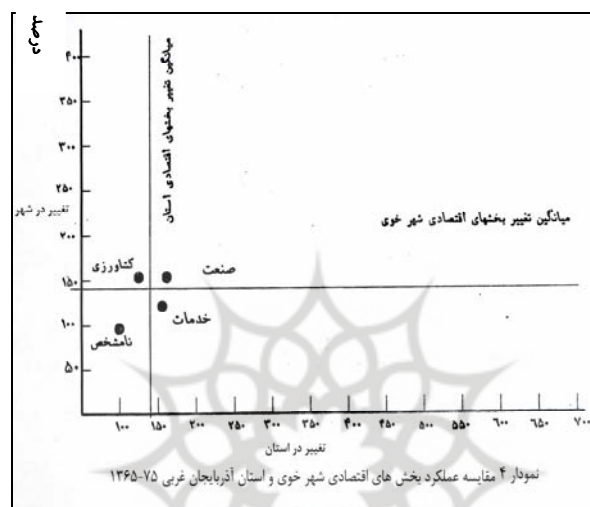 درصد
۴۰۰
۳۵۰
۳۰۰
۲۵۰
تغییر در شهر
۲۰۰
۱۵۰
۱۰۰
۵۰
میانگین تغییر بخشهای اقتصادی استان
میانگین تغییر بخشهای اقتصادی شهر خوی
کشاورزی
صنعت
خدمات
نامشخص
۱۰۰ ۱۵۰ ۲۰۰ ۲۵۰ ۳۰۰ ۳۵۰ ۴۰۰ ۴۵۰ ۵۰۰ ۵۵۰ ۶۰۰ ۶۵۰ ۷۰۰
تغییر در استان
نمودار ۴ مقایسه عملکرد بخش های اقتصادی شهر خوی و استان آذربایجان غربی ۷۵-۱۳۶۵